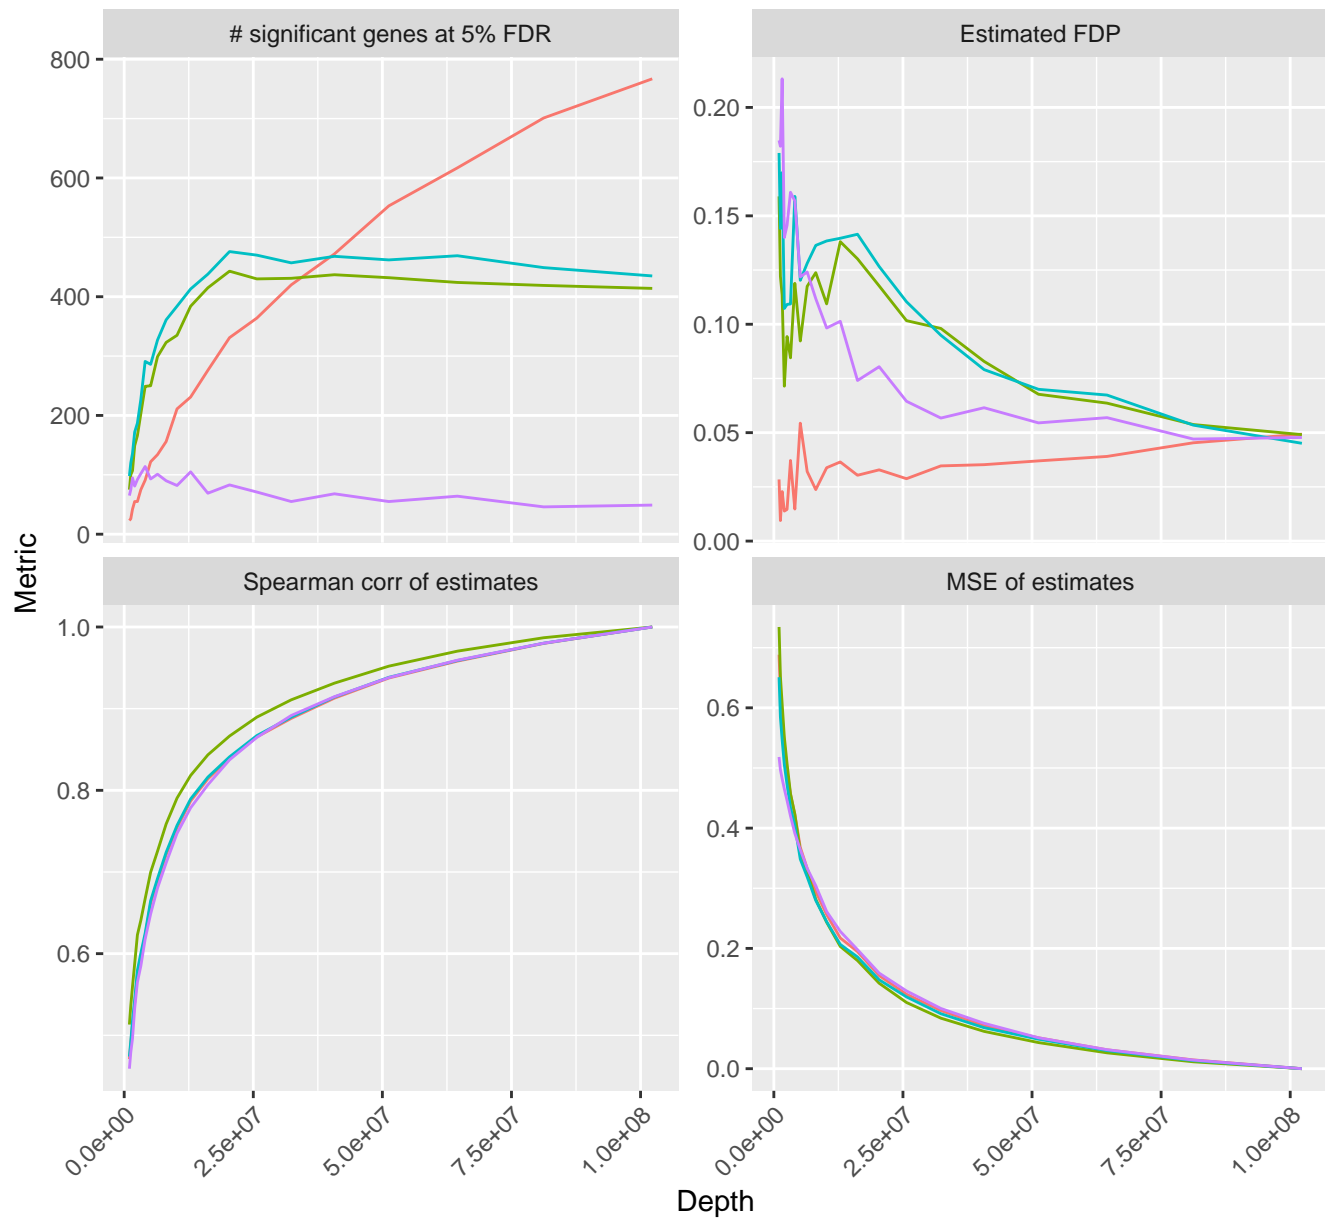 # significant genes at 5% FDR
Estimated FDP
800
600
400
200
0
0.20
0.15
0.10
0.05
0.00
Metric
Spearman corr of estimates
MSE of estimates
1.0
0.8
0.6
0.6
0.4
0.2
0.0
0.0e+00
2.5e+07
5.0e+07
7.5e+07
1.0e+08
0.0e+00
2.5e+07
5.0e+07
7.5e+07
1.0e+08
Depth